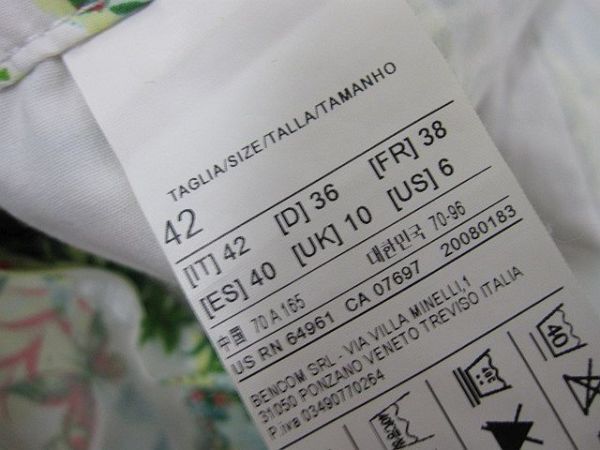 TAGLIA/SIZE/TALLA/TAMANHO
42
[IT] 42 [D] 36 [FR] 38
[ES] 40 [UK] 10 [US] 6
中国 70 A 165 대한민국 70-96
US RN 64961 CA 07697 20080183
BENCOM SRL - VIA VILLA MINELLI,1
31050 PONZANO VENETO TREVISO ITALIA
P.iva 03490770264
40